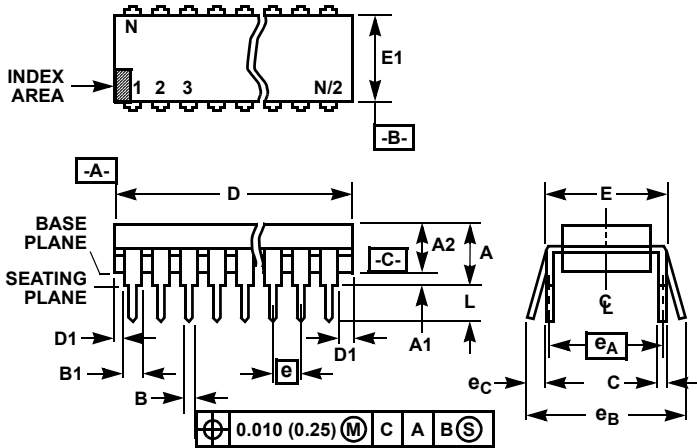 N
E1
INDEX
AREA
1 2 3 N/2
-B-
-A-
D
E
BASE
PLANE
A2
A
-C-
SEATING
PLANE
L
C
L
D1
A1
D1
eA
B1
e
eC
C
B
eB
0.010 (0.25) M C A B S